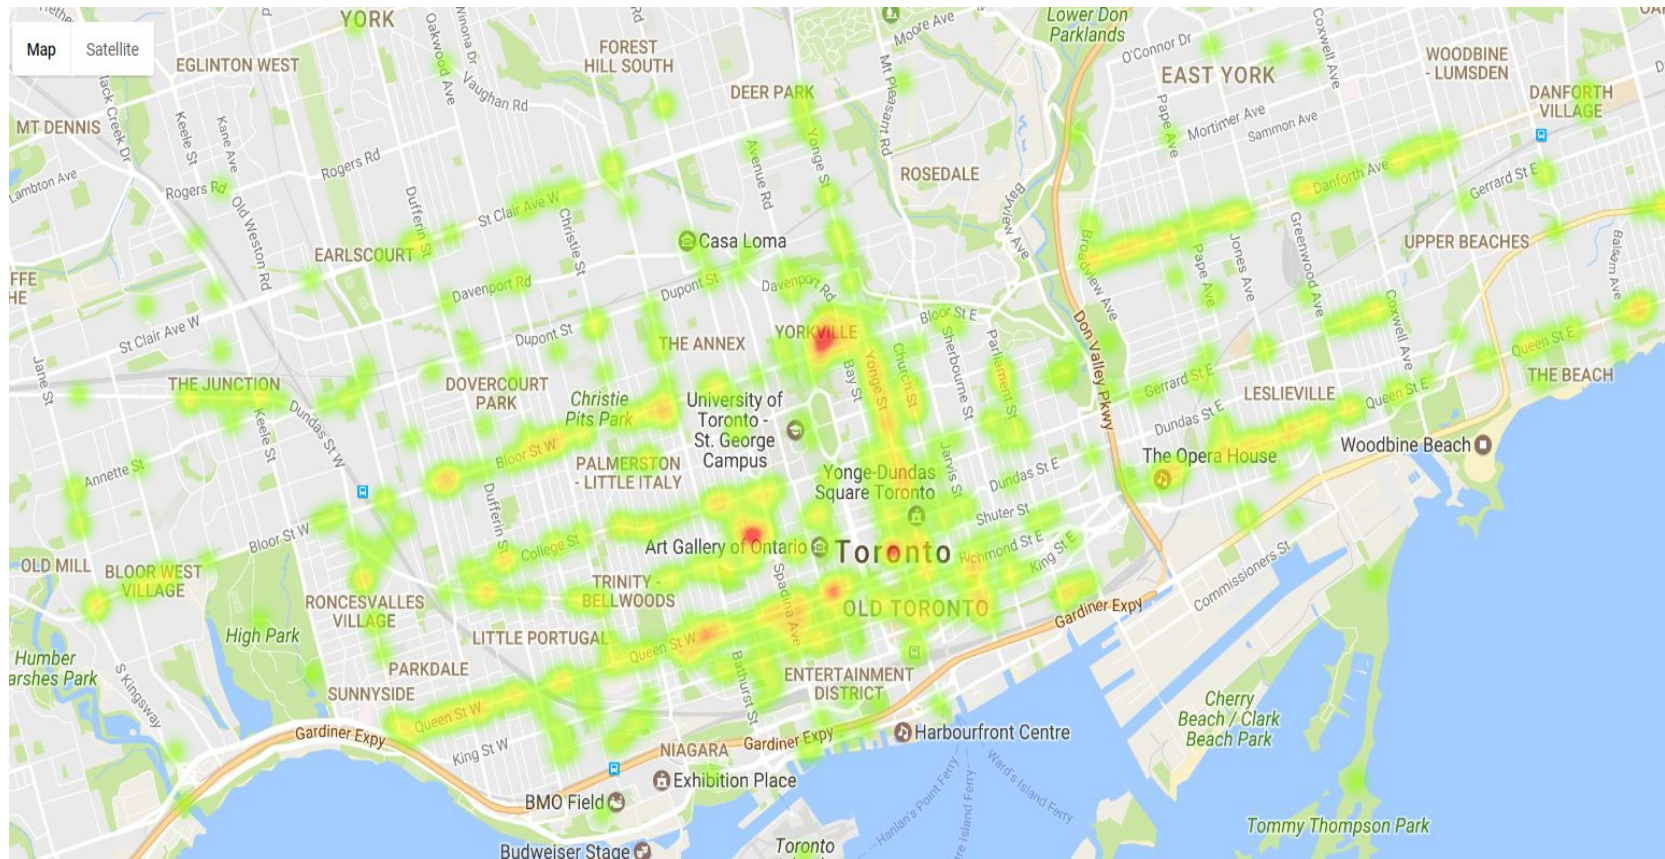 YORK
Map
Satellite
EGLINTON WEST
FOREST
HILL SOUTH
DEER PARK
Lower Don
Parklands
Moore Ave
O'Connor Dr
Coxwell Ave
EAST YORK
WOODBINE
- LUMSDEN
DANFORTH
VILLAGE
MT DENNIS
Keele St
Kane Ave
Oakwood Ave
Winona Dr
Vaughan Rd
Mt Pleasant Rd
Pape Ave
Mortimer Ave
Sammon Ave
Rogers Rd
Rogers Rd
Avenue Rd
Yonge St
ROSEDALE
Bayview Ave
Danforth Ave
Gerrard St E
Old Weston Rd
Dufferin St
St Clair Ave W
Christie St
Casa Loma
EARLSCOURT
Broadview Ave
Pape Ave
Jones Ave
Greenwood Ave
UPPER BEACHES
Balsam Ave
Davenport Rd
Dupont St
Davenport Rd
St Clair Ave W
Dupont St
THE ANNEX
YORKVILLE
Bloor St E
Don Valley Pkwy
Coxwell Ave
Queen St E
Jane St
THE JUNCTION
DOVERCOURT
PARK
Christie
Pits Park
University of
Toronto -
St. George
Campus
Bay St
Yonge St
Church St
Sherbourne St
Parliament St
Gerrard St E
LESLIEVILLE
Queen St E
THE BEACH
Keele St
Dundas St W
Dundas St E
Annette St
Bloor St W
PALMERSTON
- LITTLE ITALY
Yonge-Dundas
Square Toronto
Jarvis St
Dundas St E
The Opera House
Woodbine Beach
Dufferin St
Bloor St W
Shuter St
OLD MILL
BLOOR WEST
VILLAGE
College St
Art Gallery of Ontario
Toronto
Richmond St E
King St E
Commissioners St
RONCESVALLES
VILLAGE
TRINITY -
BELLWOODS
Spadina Ave
OLD TORONTO
Gardiner Expy
High Park
LITTLE PORTUGAL
Queen St W
Humber
arshes Park
S Kingsway
PARKDALE
SUNNYSIDE
Bathurst St
ENTERTAINMENT
DISTRICT
Queen St W
Cherry
Beach / Clark
Beach Park
Gardiner Expy
King St W
NIAGARA
Gardiner Expy
Harbourfront Centre
Exhibition Place
Hanlan's Point Ferry
Ward's Island Ferry
BMO Field
Budweiser Stage
Toronto
Tommy Thompson Park